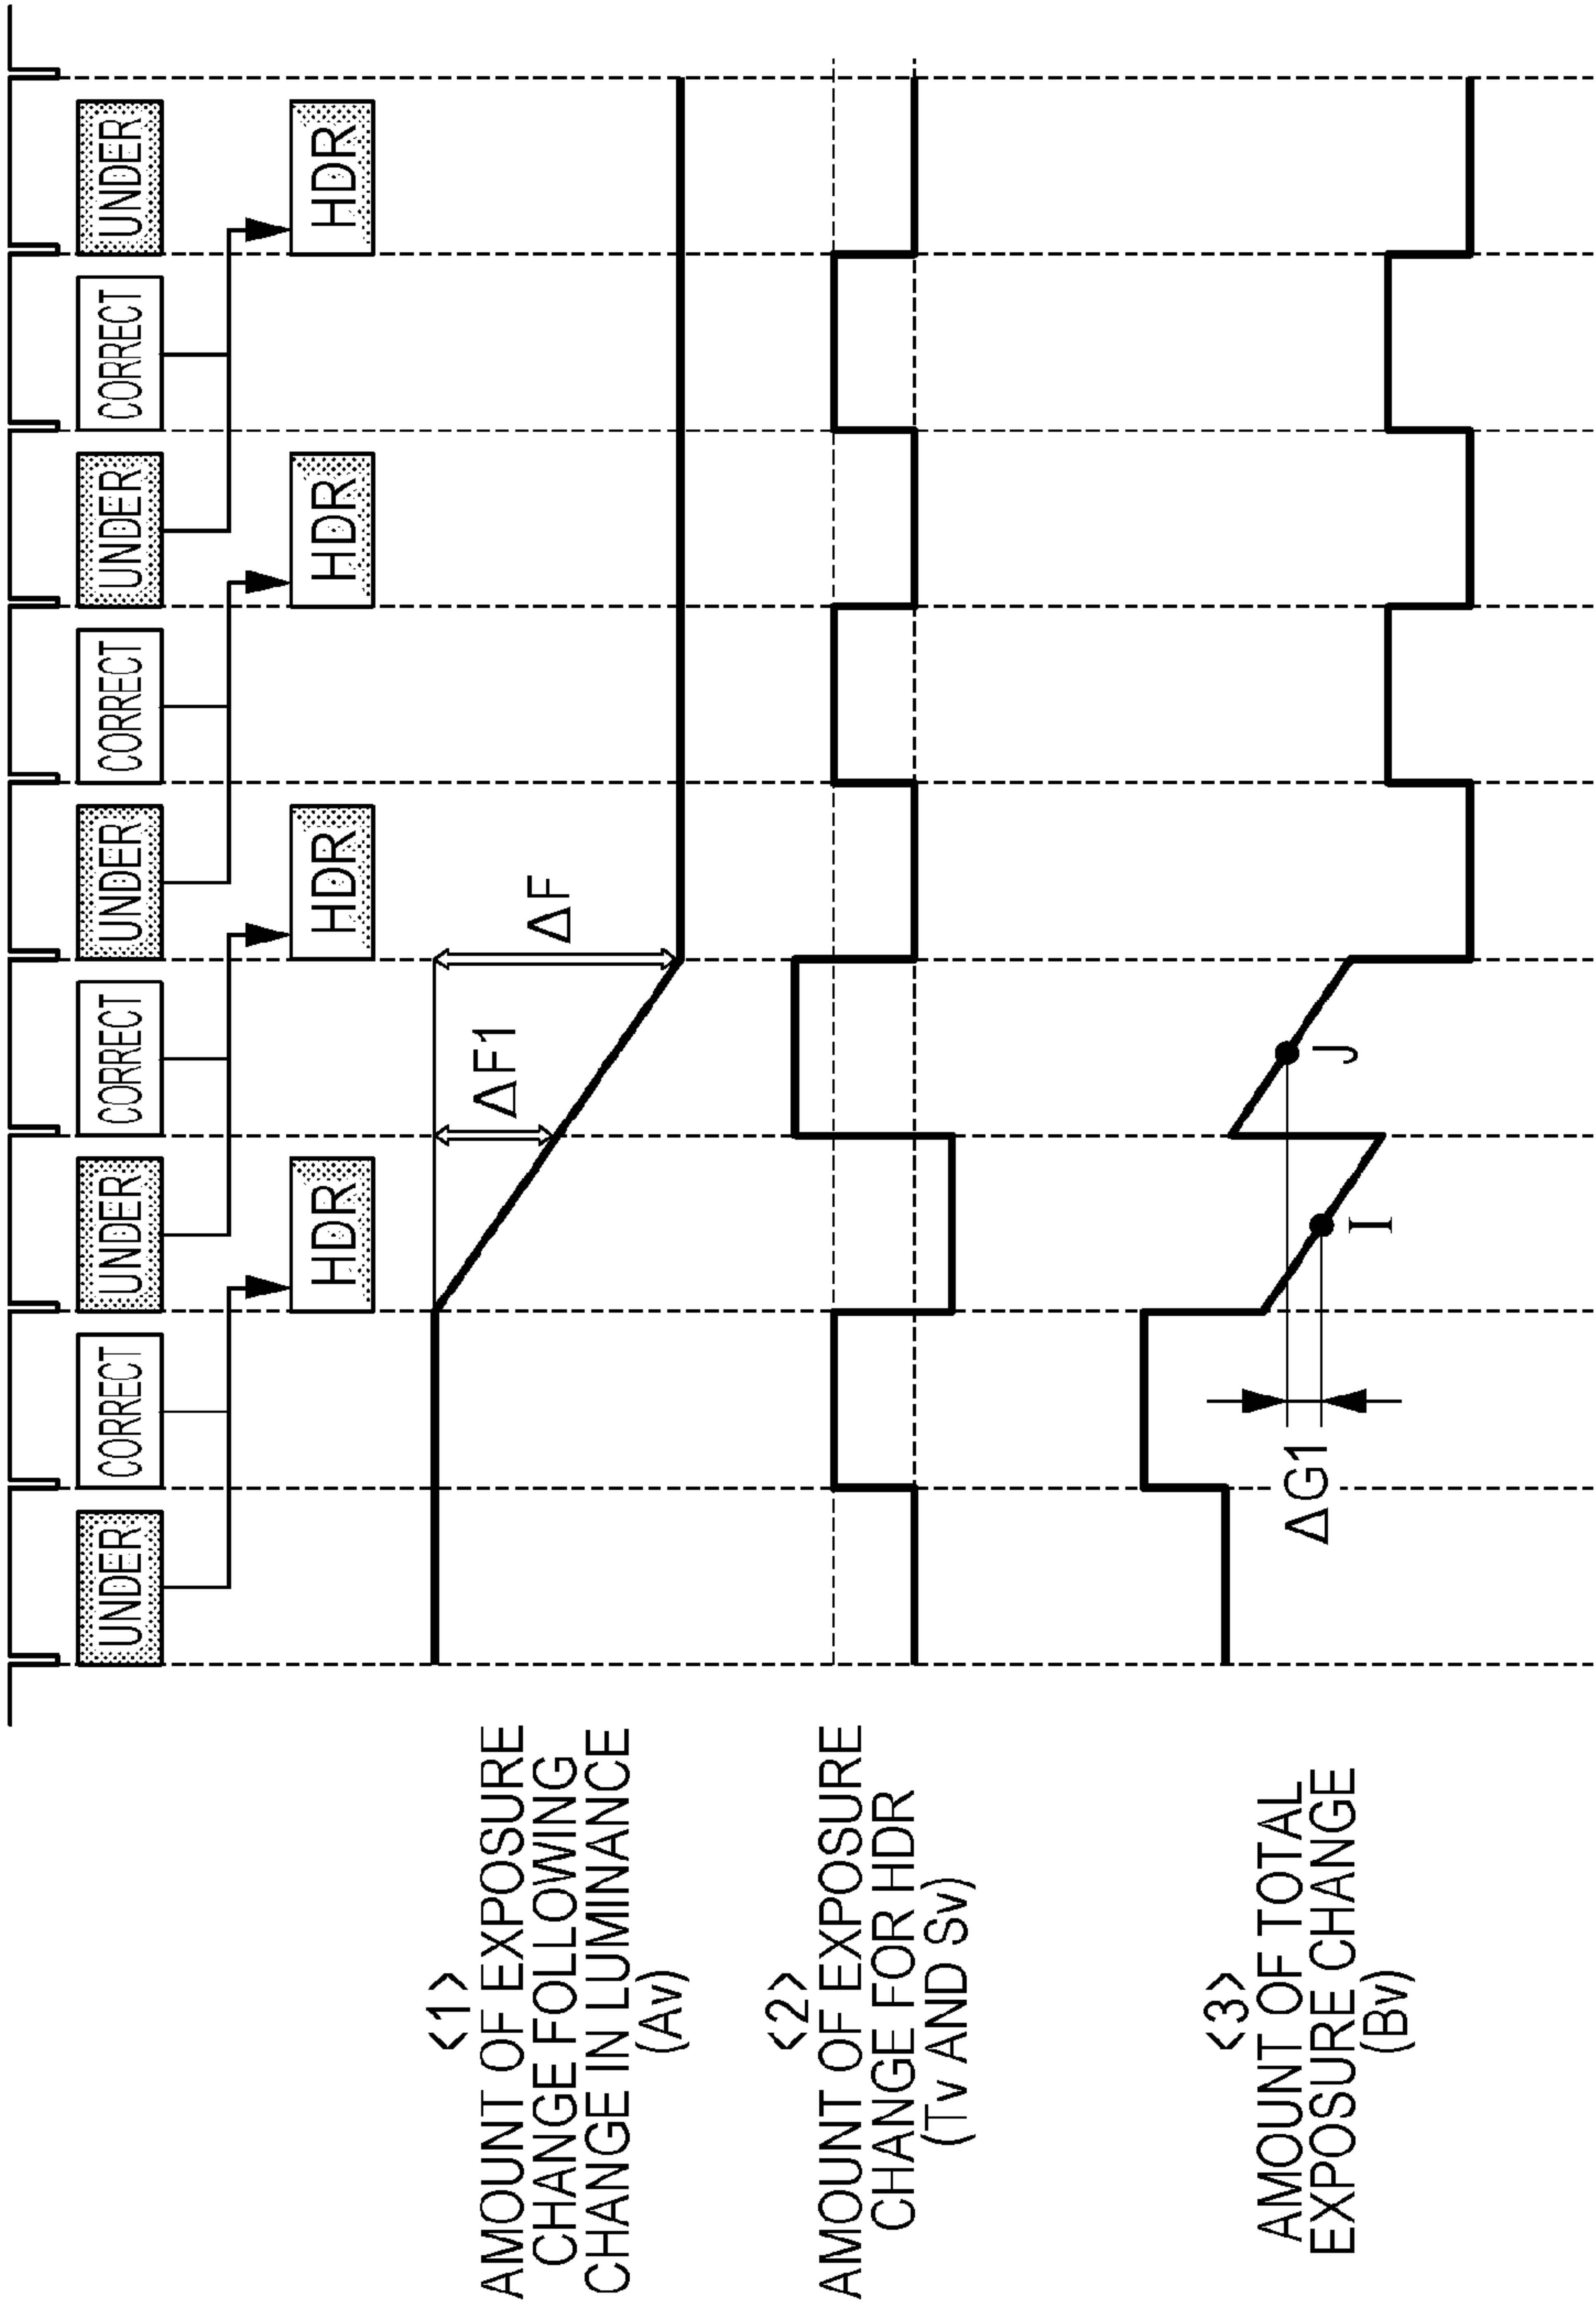 UNDER CORRECT UNDER CORRECT UNDER CORRECT UNDER CORRECT UNDER
HDR HDR HDR HDR
<1>
AMOUNT OF EXPOSURE
CHANGE FOLLOWING
CHANGE IN LUMINANCE
(Av)
ΔF1
ΔF
<2>
AMOUNT OF EXPOSURE
CHANGE FOR HDR
(Tv AND Sv)
<3>
AMOUNT OF TOTAL
EXPOSURE CHANGE
(Bv)
ΔG1
I
J